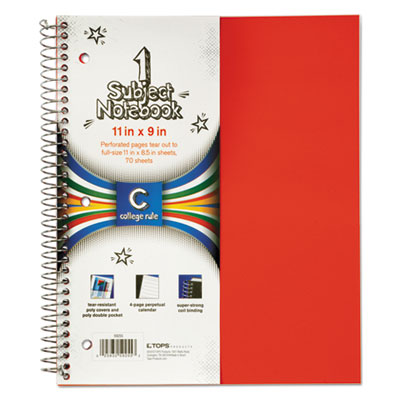 1
Subject
Notebook
11 in x 9 in
Perforated pages tear out to
full-size 11 in x 8.5 in sheets,
70 sheets
C
college rule
tear-resistant
poly covers and
poly double pocket
4-page perpetual
calendar
super-strong
coil binding
TOPS PRODUCTS